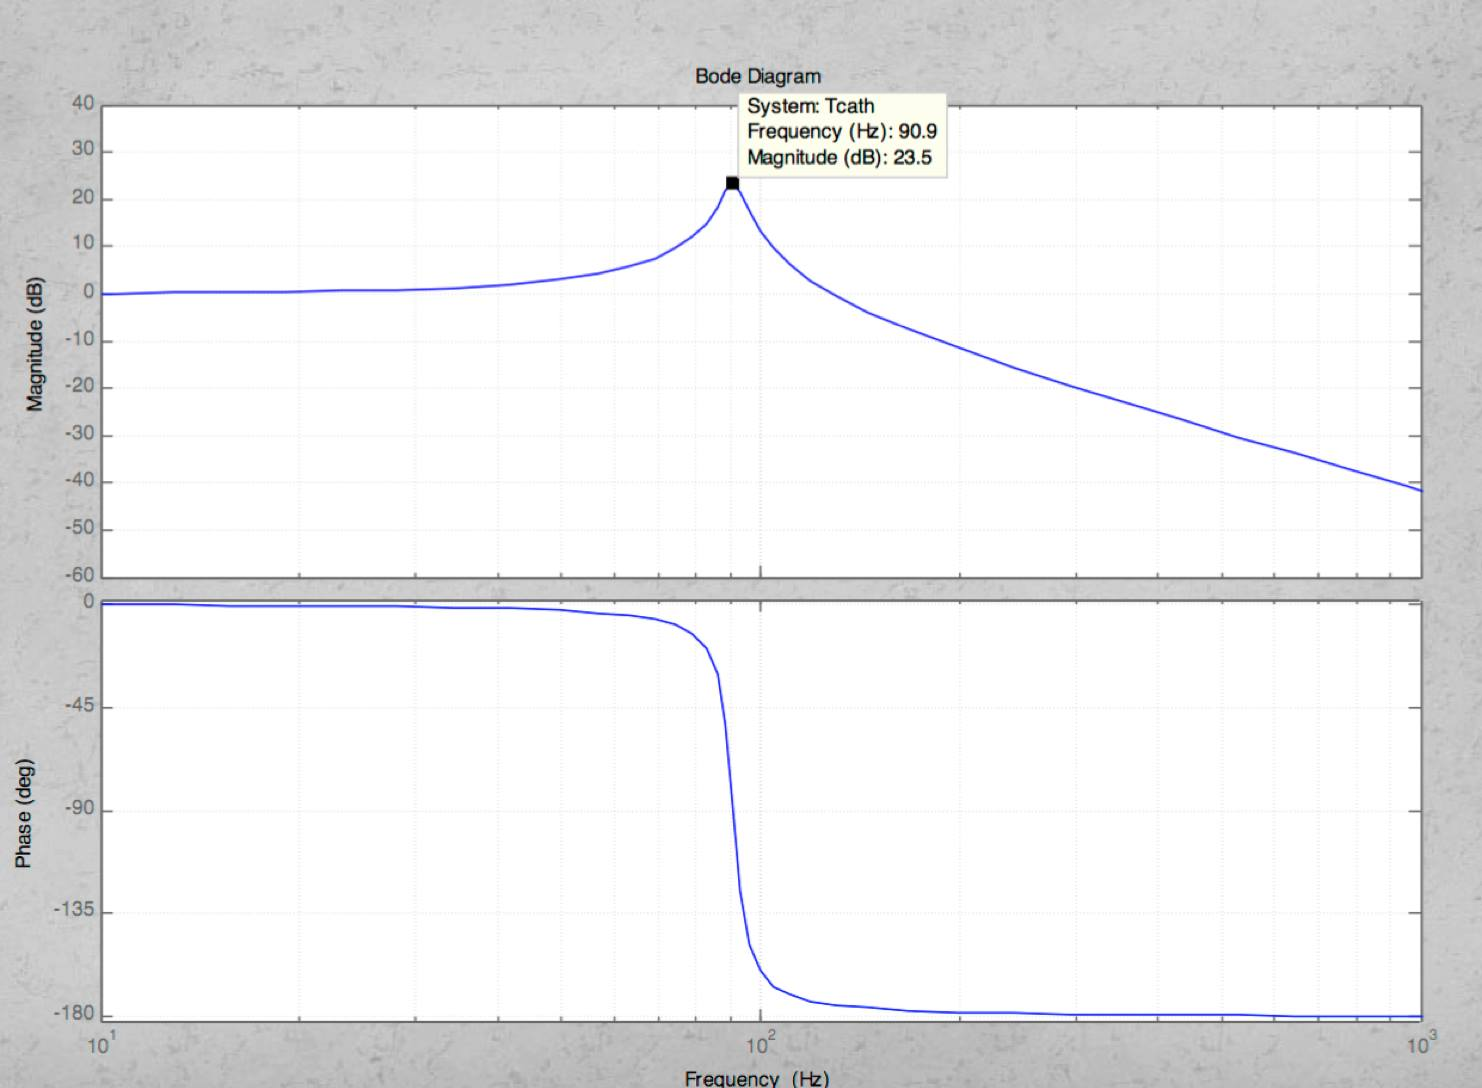 Bode Diagram
System: Tcath
Frequency (Hz): 90.9
Magnitude (dB): 23.5
40
30
20
10
0
-10
-20
-30
-40
-50
-60
Magnitude (dB)
0
-45
-90
-135
-180
Phase (deg)
10¹
10²
10³
Frequency (Hz)